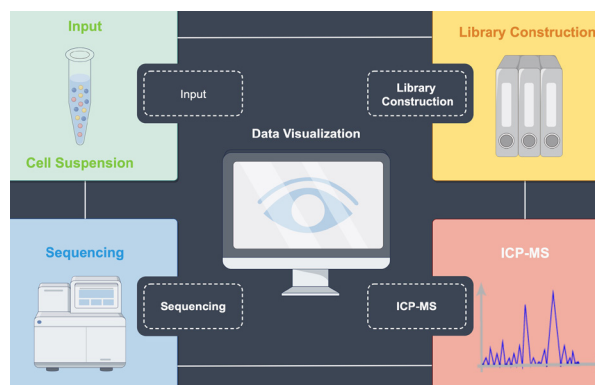 Input
Library Construction
Input
Library
Construction
Data Visualization
Cell Suspension
Sequencing
ICP-MS
Sequencing
ICP-MS